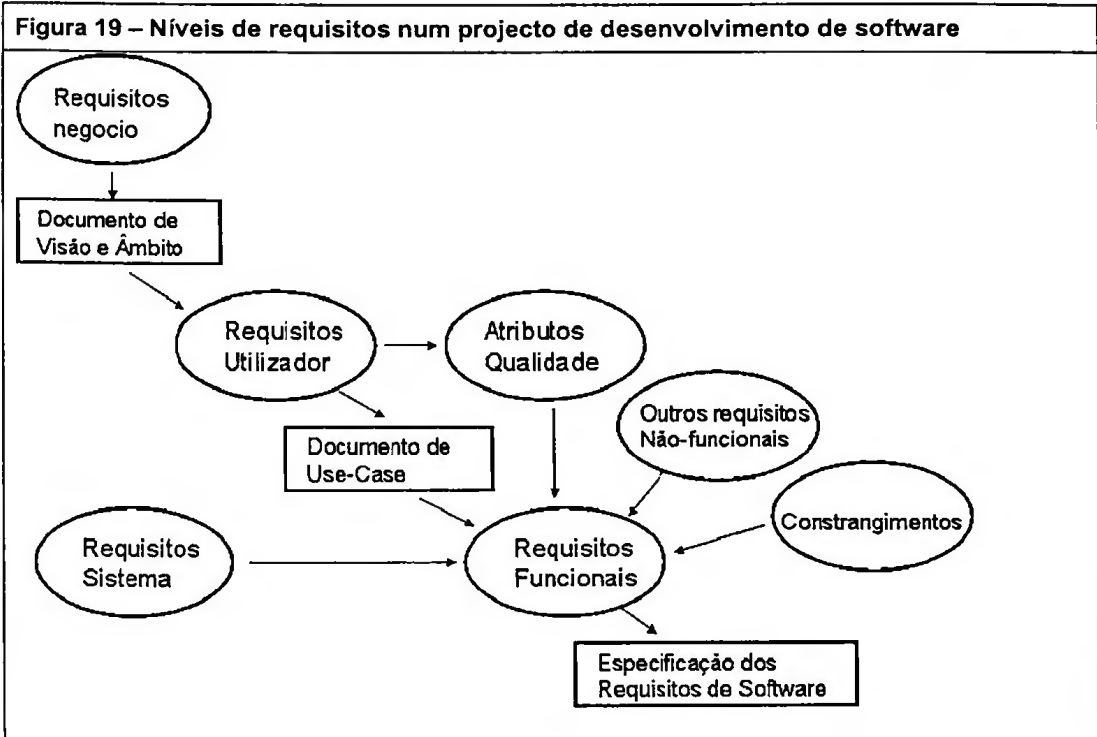 Figura 19 – Níveis de requisitos num projecto de desenvolvimento de software
Requisitos
negocio
Documento de
Visão e Âmbito
Requisitos
Utilizador
Atributos
Qualidade
Outros requisitos
Não-funcionais
Documento de
Use-Case
Constrangimentos
Requisitos
Sistema
Requisitos
Funcionais
Especificação dos
Requisitos de Software